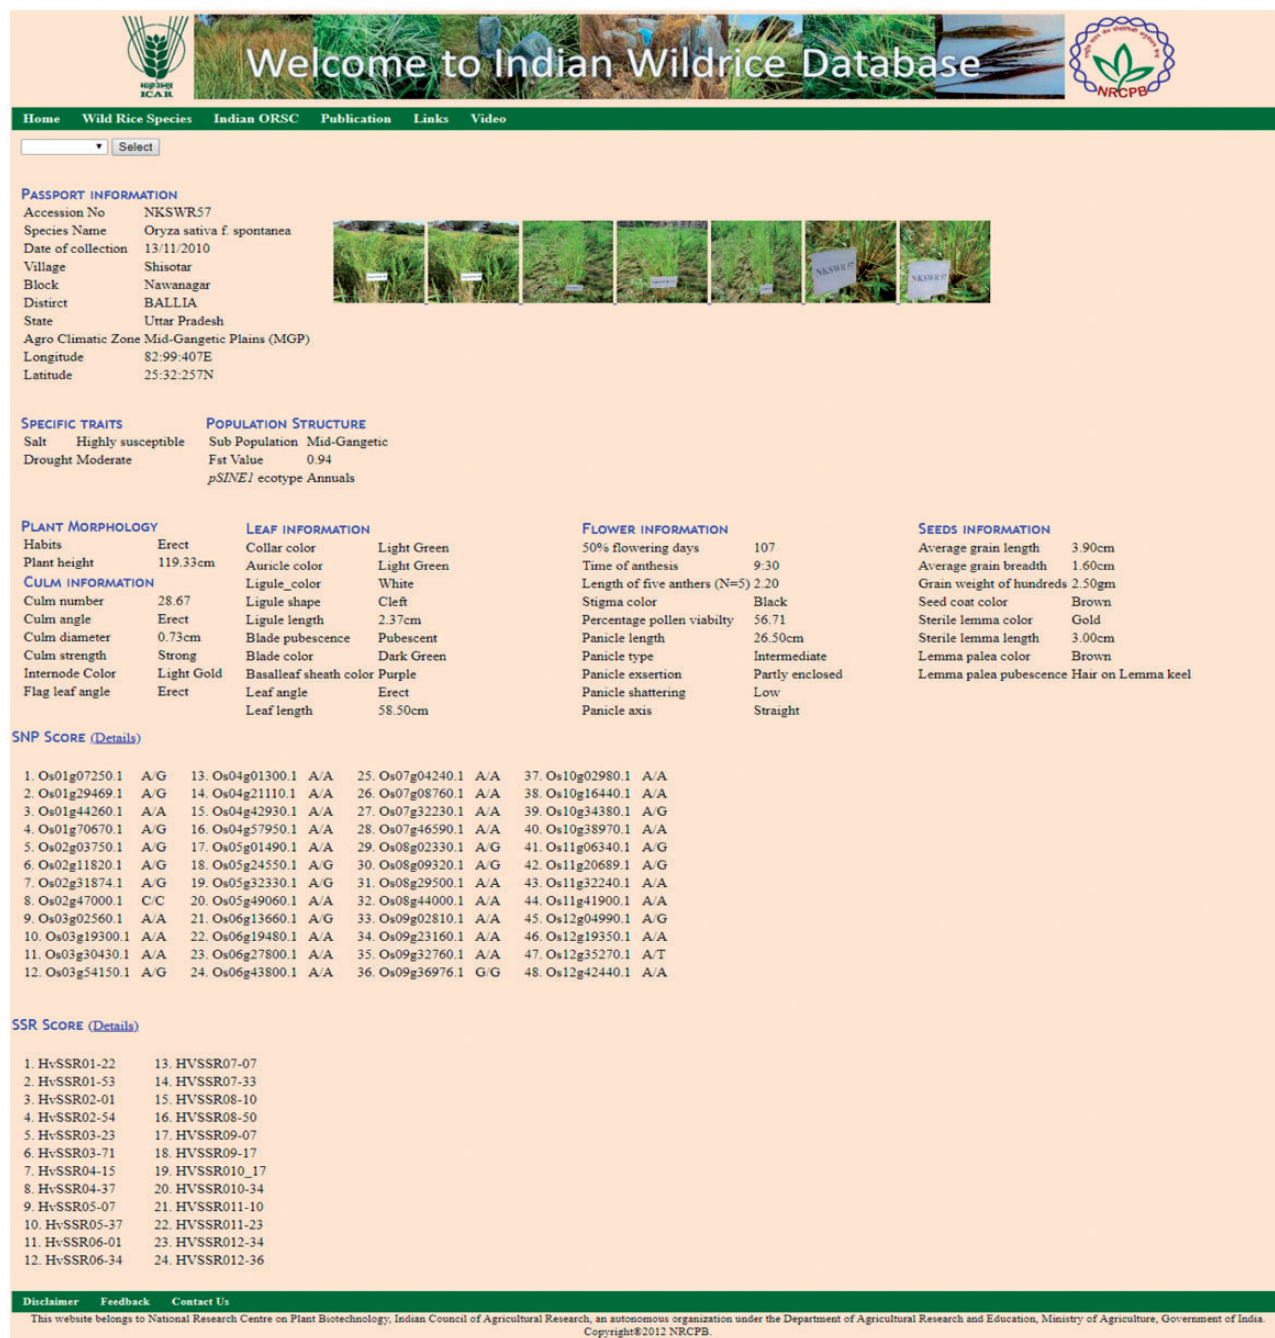 ICAR
Welcome to Indian Wildrice Database
NRCPB
Home Wild Rice Species Indian ORSC Publication Links Video
Select
PASSPORT INFORMATION
Accession No NKSWR57
Species Name Oryza sativa f. spontanea
Date of collection 13/11/2010
Village Shisotar
Block Nawanagar
Distirct BALLIA
State Uttar Pradesh
Agro Climatic Zone Mid-Gangetic Plains (MGP)
Longitude 82:99:407E
Latitude 25:32:257N
NKSWR57
NKSWR57
SPECIFIC TRAITS
Salt Highly susceptible
Drought Moderate
POPULATION STRUCTURE
Sub Population Mid-Gangetic
Fst Value 0.94
pSINE1 ecotype Annuals
PLANT MORPHOLOGY
Habits Erect
Plant height 119.33cm
CULM INFORMATION
Culm number 28.67
Culm angle Erect
Culm diameter 0.73cm
Culm strength Strong
Internode Color Light Gold
Flag leaf angle Erect
LEAF INFORMATION
Collar color Light Green
Auricle color Light Green
Ligule_color White
Ligule shape Cleft
Ligule length 2.37cm
Blade pubescence Pubescent
Blade color Dark Green
Basalleaf sheath color Purple
Leaf angle Erect
Leaf length 58.50cm
FLOWER INFORMATION
50% flowering days 107
Time of anthesis 9:30
Length of five anthers (N=5) 2.20
Stigma color Black
Percentage pollen viabilty 56.71
Panicle length 26.50cm
Panicle type Intermediate
Panicle exsertion Partly enclosed
Panicle shattering Low
Panicle axis Straight
SEEDS INFORMATION
Average grain length 3.90cm
Average grain breadth 1.60cm
Grain weight of hundreds 2.50gm
Seed coat color Brown
Sterile lemma color Gold
Sterile lemma length 3.00cm
Lemma palea color Brown
Lemma palea pubescence Hair on Lemma keel
SNP SCORE (Details)
1. Os01g07250.1 A/G 13. Os04g01300.1 A/A 25. Os07g04240.1 A/A 37. Os10g02980.1 A/A
2. Os01g29469.1 A/G 14. Os04g21110.1 A/A 26. Os07g08760.1 A/A 38. Os10g16440.1 A/A
3. Os01g44260.1 A/A 15. Os04g42930.1 A/A 27. Os07g32230.1 A/A 39. Os10g34380.1 A/G
4. Os01g70670.1 A/G 16. Os04g57950.1 A/A 28. Os07g46590.1 A/A 40. Os10g38970.1 A/A
5. Os02g03750.1 A/G 17. Os05g01490.1 A/A 29. Os08g02330.1 A/G 41. Os11g06340.1 A/G
6. Os02g11820.1 A/G 18. Os05g24550.1 A/G 30. Os08g09320.1 A/G 42. Os11g20689.1 A/G
7. Os02g31874.1 A/G 19. Os05g32330.1 A/G 31. Os08g29500.1 A/A 43. Os11g32240.1 A/A
8. Os02g47000.1 C/C 20. Os05g49060.1 A/A 32. Os08g44000.1 A/A 44. Os11g41900.1 A/A
9. Os03g02560.1 A/A 21. Os06g13660.1 A/G 33. Os09g02810.1 A/A 45. Os12g04990.1 A/G
10. Os03g19300.1 A/A 22. Os06g19480.1 A/A 34. Os09g23160.1 A/A 46. Os12g19350.1 A/A
11. Os03g30430.1 A/A 23. Os06g27800.1 A/A 35. Os09g32760.1 A/A 47. Os12g35270.1 A/T
12. Os03g54150.1 A/G 24. Os06g43800.1 A/A 36. Os09g36976.1 G/G 48. Os12g42440.1 A/A
SSR SCORE (Details)
1. HvSSR01-22 13. HVSSR07-07
2. HvSSR01-53 14. HVSSR07-33
3. HvSSR02-01 15. HVSSR08-10
4. HvSSR02-54 16. HVSSR08-50
5. HvSSR03-23 17. HVSSR09-07
6. HvSSR03-71 18. HVSSR09-17
7. HvSSR04-15 19. HVSSR010_17
8. HvSSR04-37 20. HVSSR010-34
9. HvSSR05-07 21. HVSSR011-10
10. HvSSR05-37 22. HVSSR011-23
11. HvSSR06-01 23. HVSSR012-34
12. HvSSR06-34 24. HVSSR012-36
Disclaimer Feedback Contact Us
This website belongs to National Research Centre on Plant Biotechnology, Indian Council of Agricultural Research, an autonomous organization under the Department of Agricultural Research and Education, Ministry of Agriculture, Government of India.
Copyright®2012 NRCPB.